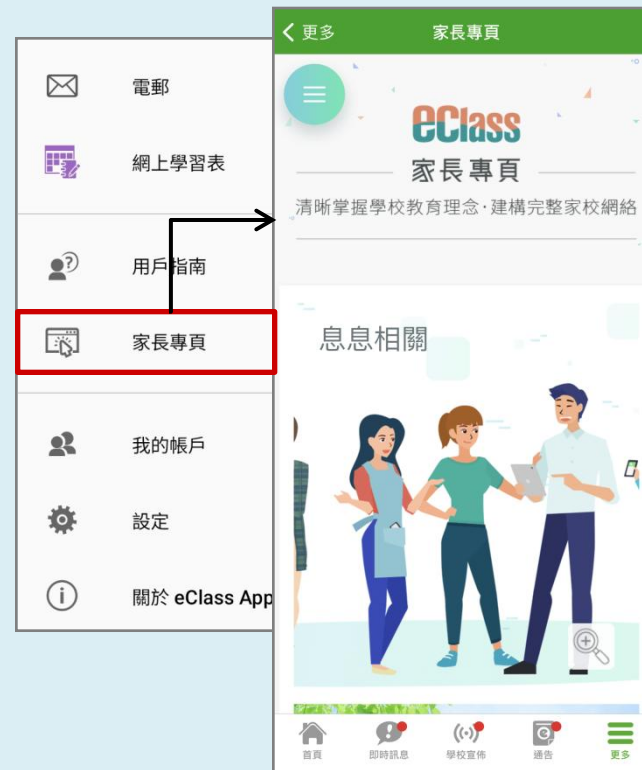 電郵
網上學習表
用戶指南
家長專頁
我的帳戶
設定
關於 eClass App
更多
家長專頁
eClass
家長專頁
清晰掌握學校教育理念·建構完整家校網絡
息息相關
首頁
即時訊息
學校宣佈
通告
更多